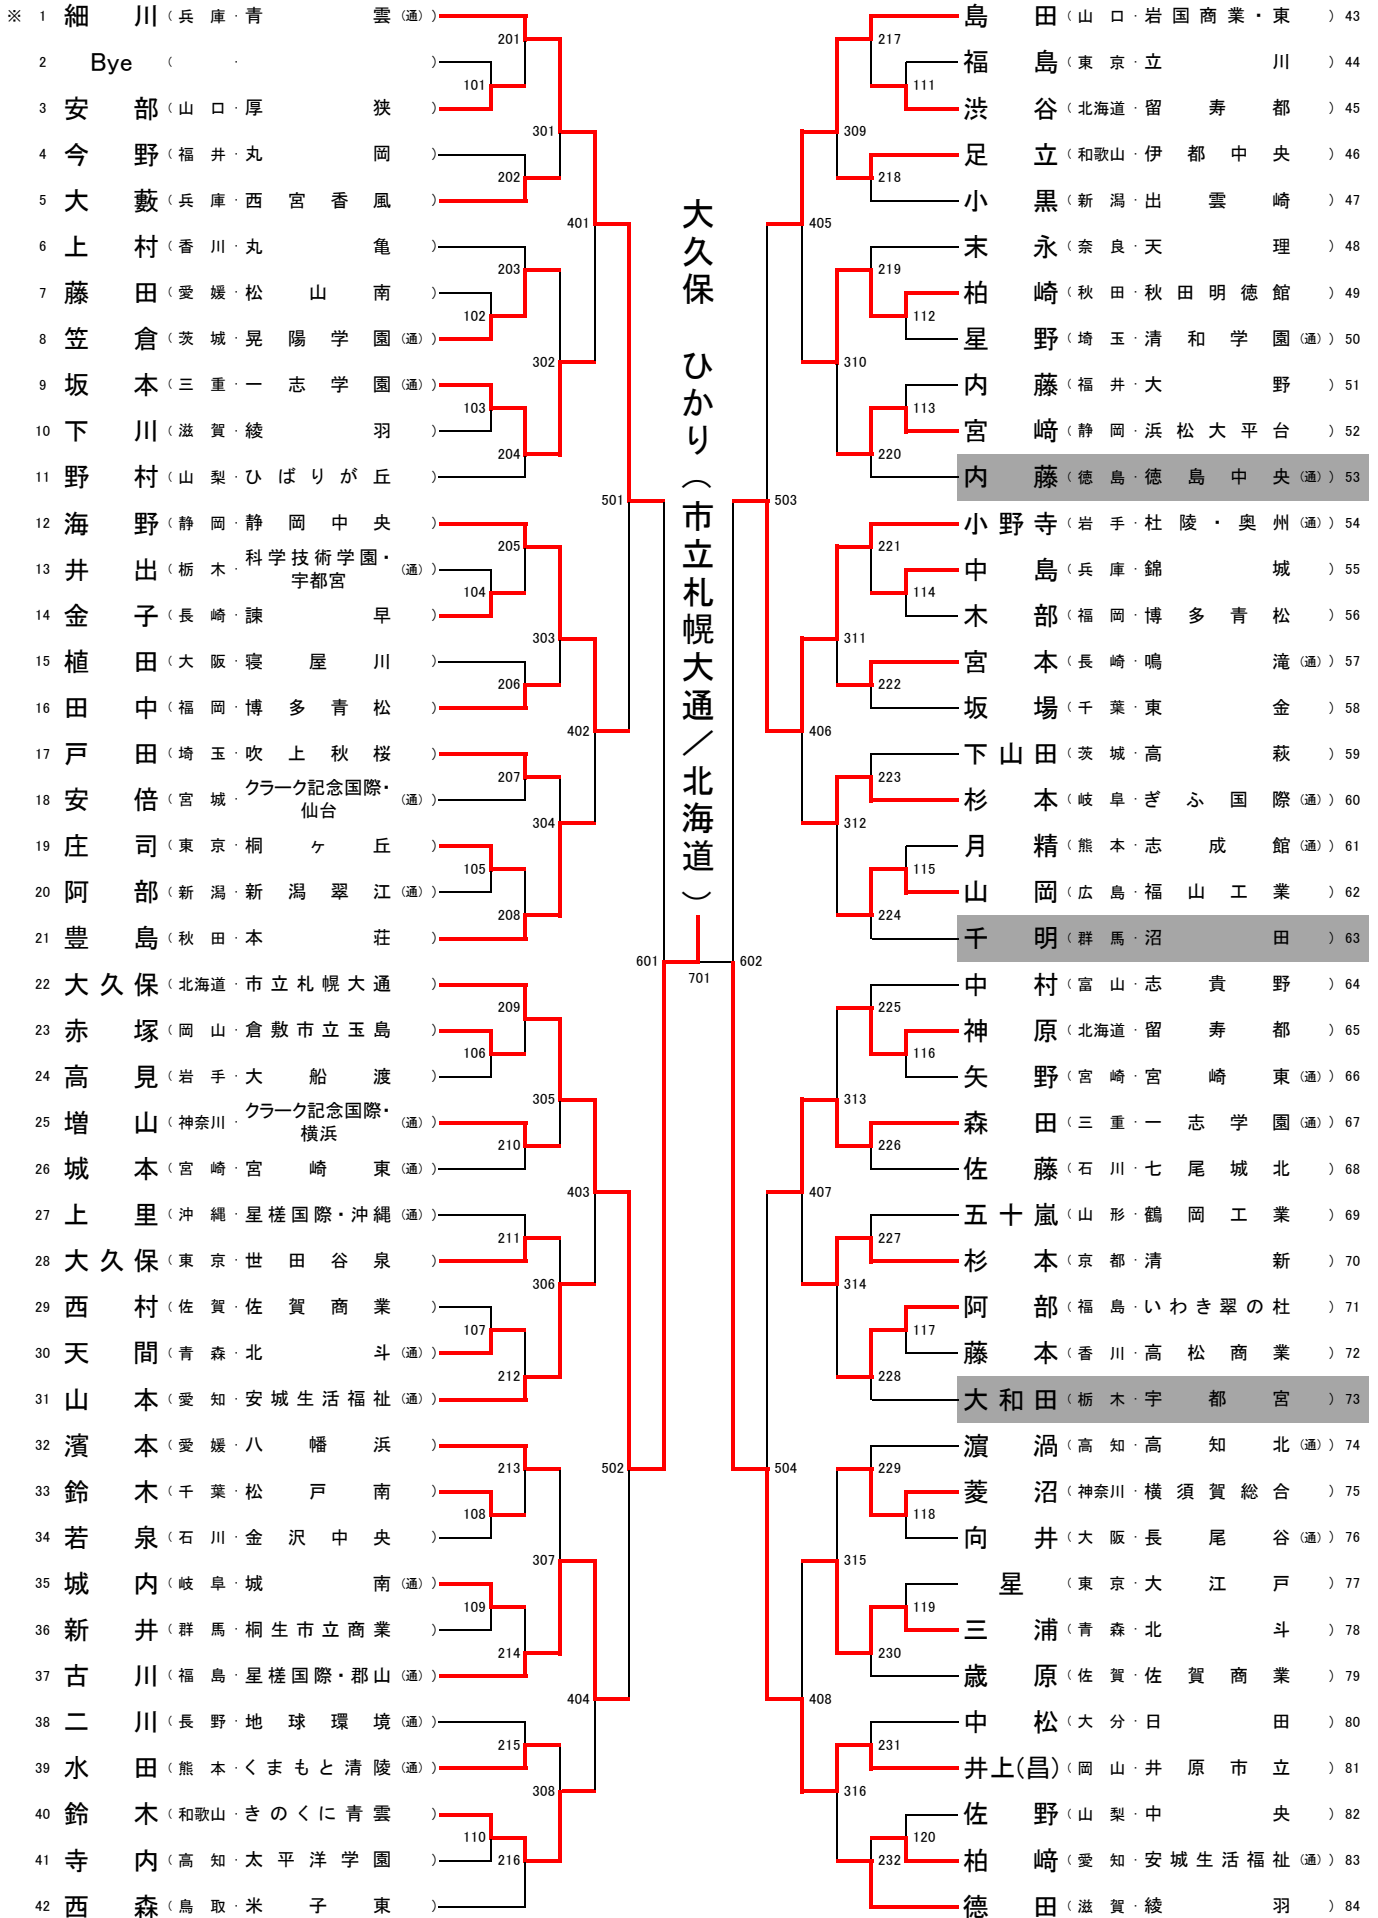 ※ 1 細川 (兵庫・青雲(通))
2 Bye ( ・ )
101
201
3 安部 (山口・厚狭)
301
4 今野 (福井・丸岡)
202
5 大藪 (兵庫・西宮香風)
401
6 上村 (香川・丸亀)
203
7 藤田 (愛媛・松山南)
102
8 笠倉 (茨城・晃陽学園(通))
302
9 坂本 (三重・一志学園(通))
103
10 下川 (滋賀・綾羽)
204
11 野村 (山梨・ひばりが丘)
501
12 海野 (静岡・静岡中央)
205
13 井出 (栃木・科学技術学園・宇都宮(通))
104
14 金子 (長崎・諫早)
303
15 植田 (大阪・寝屋川)
206
16 田中 (福岡・博多青松)
402
17 戸田 (埼玉・吹上秋桜)
207
18 安倍 (宮城・クラーク記念国際・仙台(通))
304
19 庄司 (東京・桐ヶ丘)
105
20 阿部 (新潟・新潟翠江(通))
208
21 豊島 (秋田・本荘)
601
22 大久保 (北海道・市立札幌大通)
209
23 赤塚 (岡山・倉敷市立玉島)
106
24 高見 (岩手・大船渡)
305
25 増山 (神奈川・クラーク記念国際・横浜(通))
210
26 城本 (宮崎・宮崎東(通))
403
27 上里 (沖縄・星槎国際・沖縄(通))
211
28 大久保 (東京・世田谷泉)
306
29 西村 (佐賀・佐賀商業)
107
30 天間 (青森・北斗(通))
212
31 山本 (愛知・安城生活福祉(通))
32 濱本 (愛媛・八幡浜)
213
502
33 鈴木 (千葉・松戸南)
108
34 若泉 (石川・金沢中央)
307
35 城内 (岐阜・城南(通))
109
36 新井 (群馬・桐生市立商業)
214
37 古川 (福島・星槎国際・郡山(通))
404
38 二川 (長野・地球環境(通))
215
39 水田 (熊本・くまもと清陵(通))
308
40 鈴木 (和歌山・きのくに青雲)
110
41 寺内 (高知・太平洋学園)
216
42 西森 (鳥取・米子東)
大久保 ひかり(市立札幌大通/北海道)
701
島田 (山口・岩国商業・東) 43
217
福島 (東京・立川) 44
111
渋谷 (北海道・留寿都) 45
309
足立 (和歌山・伊都中央) 46
218
小黒 (新潟・出雲崎) 47
405
末永 (奈良・天理) 48
219
柏崎 (秋田・秋田明徳館) 49
112
星野 (埼玉・清和学園(通)) 50
310
内藤 (福井・大野) 51
113
宮﨑 (静岡・浜松大平台) 52
220
内藤 (徳島・徳島中央(通)) 53
503
小野寺 (岩手・杜陵・奥州(通)) 54
221
中島 (兵庫・錦城) 55
114
木部 (福岡・博多青松) 56
311
宮本 (長崎・鳴滝(通)) 57
222
坂場 (千葉・東金) 58
406
下山田 (茨城・高萩) 59
223
杉本 (岐阜・ぎふ国際(通)) 60
312
月精 (熊本・志成館(通)) 61
115
山岡 (広島・福山工業) 62
224
千明 (群馬・沼田) 63
602
中村 (富山・志貴野) 64
225
神原 (北海道・留寿都) 65
116
矢野 (宮崎・宮崎東(通)) 66
313
森田 (三重・一志学園(通)) 67
226
佐藤 (石川・七尾城北) 68
407
五十嵐 (山形・鶴岡工業) 69
227
杉本 (京都・清新) 70
314
阿部 (福島・いわき翠の杜) 71
117
藤本 (香川・高松商業) 72
228
大和田 (栃木・宇都宮) 73
濵渦 (高知・高知北(通)) 74
229
504
菱沼 (神奈川・横須賀総合) 75
118
向井 (大阪・長尾谷(通)) 76
315
星 (東京・大江戸) 77
119
三浦 (青森・北斗) 78
230
歳原 (佐賀・佐賀商業) 79
408
中松 (大分・日田) 80
231
井上(昌) (岡山・井原市立) 81
316
佐野 (山梨・中央) 82
120
柏﨑 (愛知・安城生活福祉(通)) 83
232
徳田 (滋賀・綾羽) 84